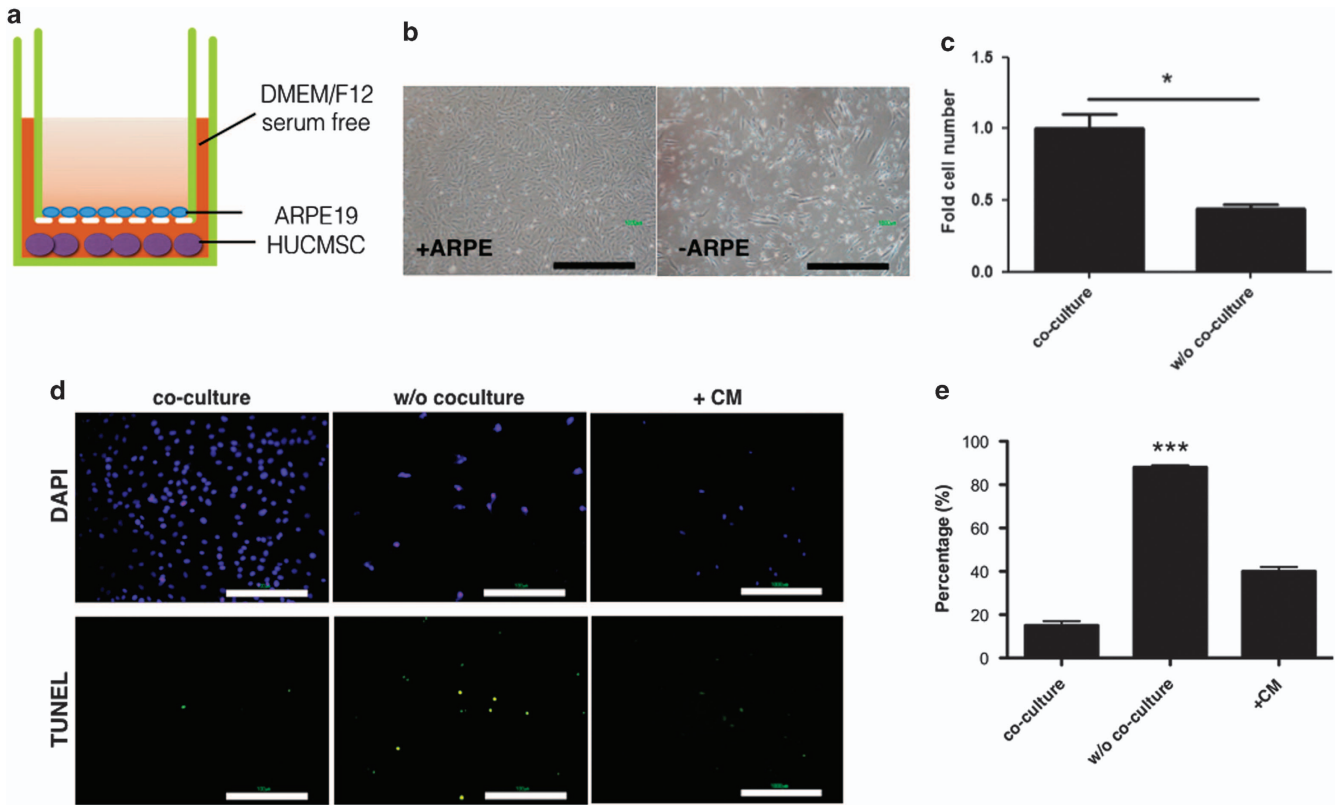 a
DMEM/F12
serum free
ARPE19
HUCMSC
b
+ARPE
-ARPE
c
Fold cell number
1.5
1.0
0.5
0.0
*
co-culture
w/o co-culture
d
co-culture
w/o coculture
+ CM
DAPI
TUNEL
e
Percentage (%)
100
80
60
40
20
0
***
co-culture
w/o co-culture
+CM